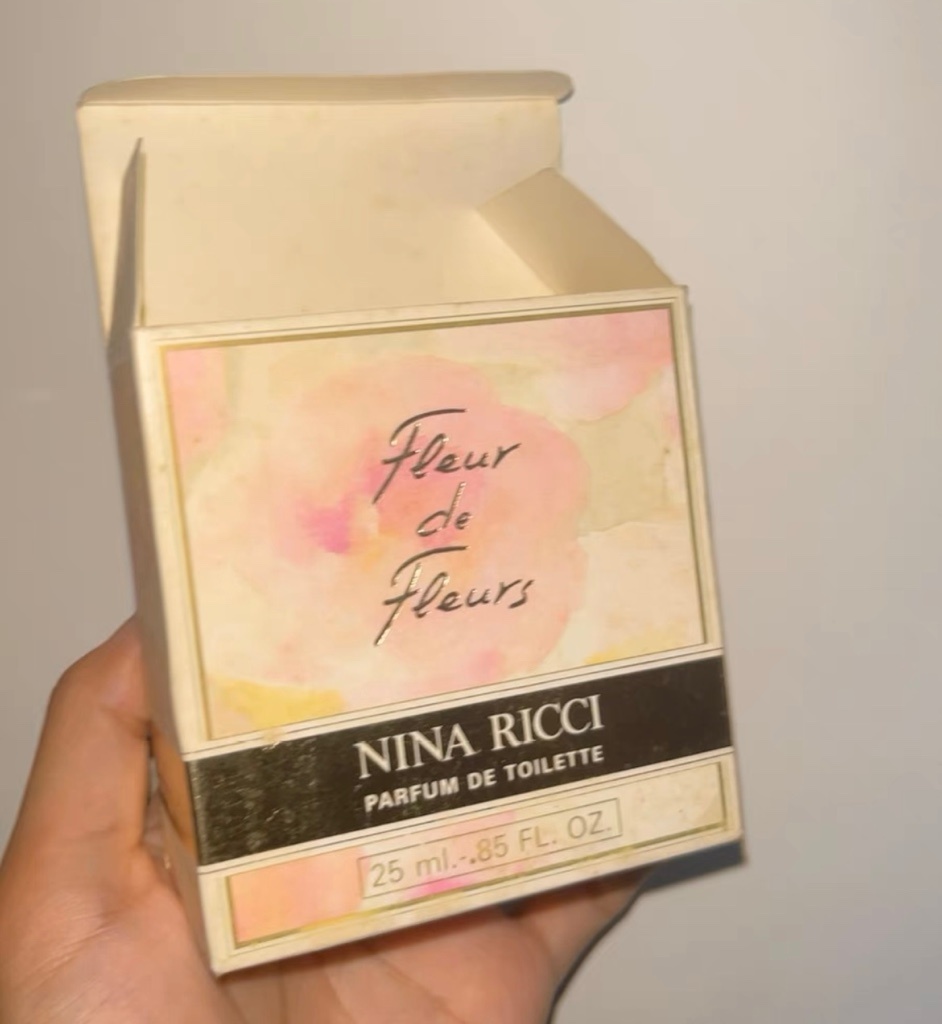 Fleur
de
Fleurs
NINA RICCI
PARFUM DE TOILETTE
25 ml.-.85 FL. OZ.